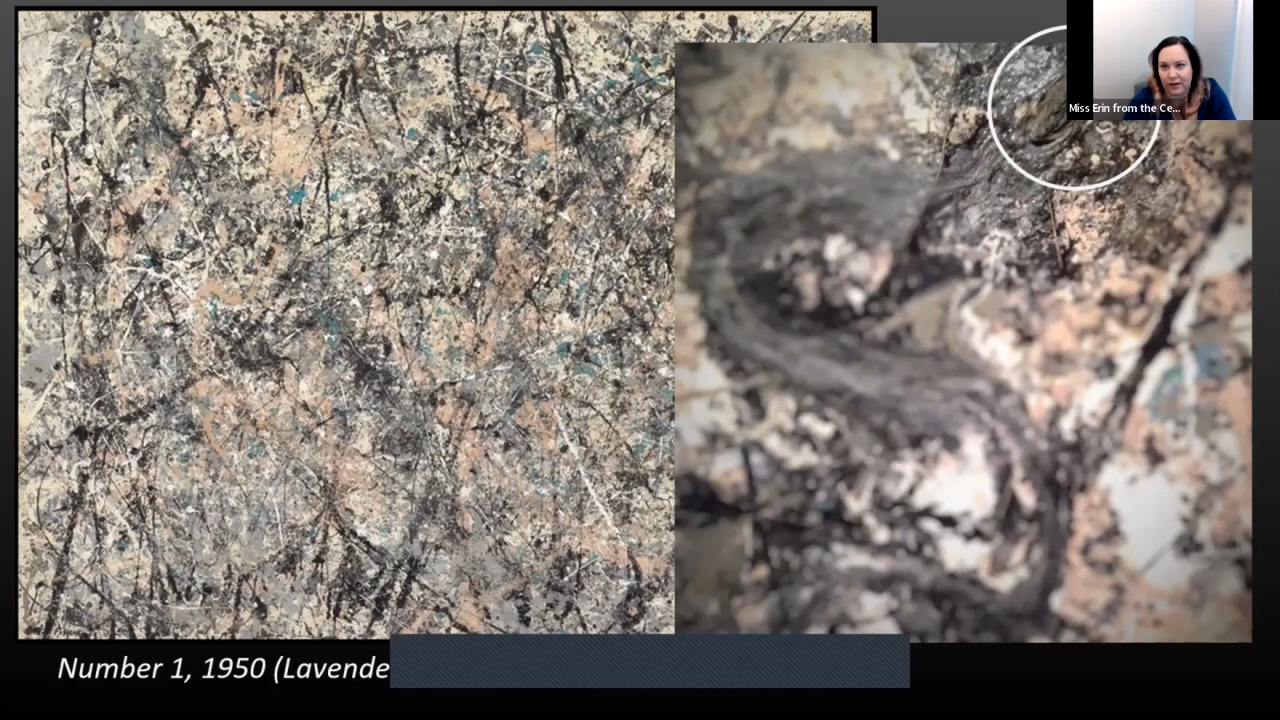 Miss Erin from the Ce...
Number 1, 1950 (Lavende